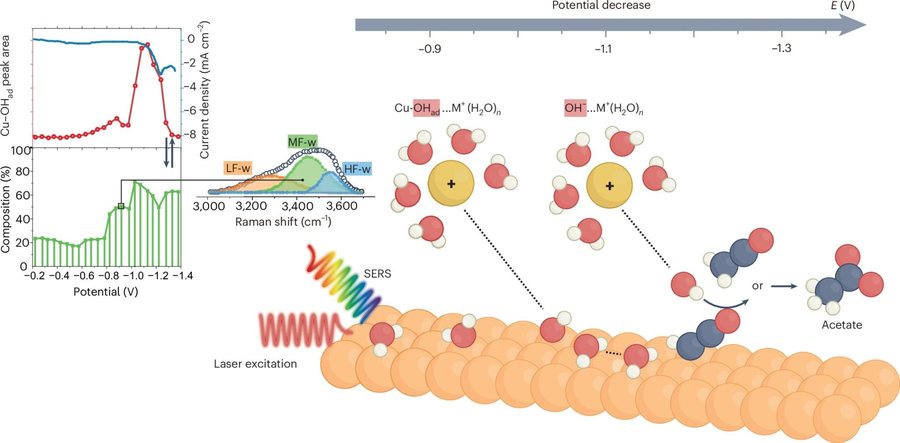 Potential decrease
E (V)
−0.9
−1.1
−1.3
Cu–OHad peak area
0
−2
−4
−6
−8
Current density (mA cm−2)
Composition (%)
100
80
60
40
20
0
−0.2 −0.4 −0.6 −0.8 −1.0 −1.2 −1.4
Potential (V)
LF-w
MF-w
HF-w
3,000 3,200 3,400 3,600
Raman shift (cm−1)
Cu-OHad...M+(H2O)n
OH−...M+(H2O)n
+
+
SERS
Laser excitation
or
Acetate